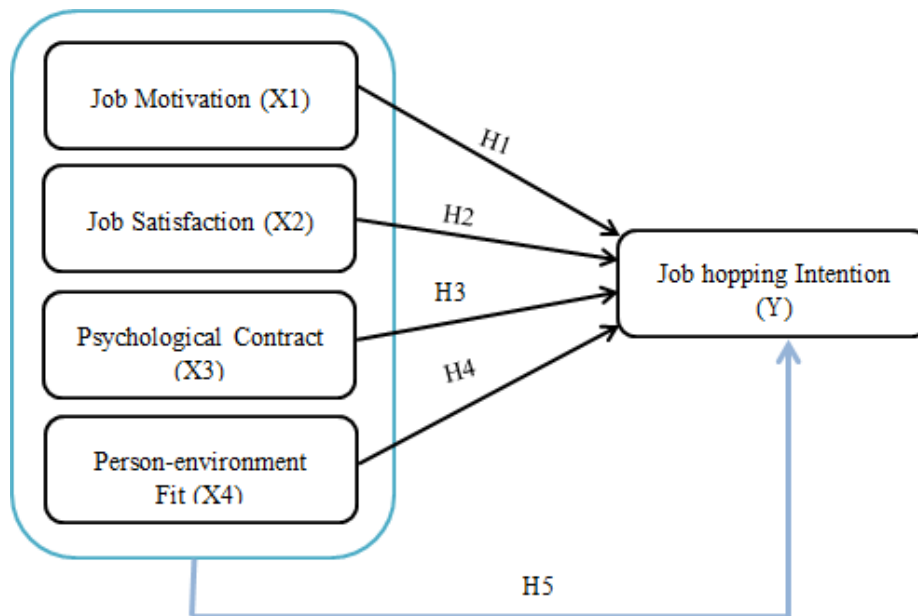 Job Motivation (X1)
H1
Job Satisfaction (X2)
H2
Job hopping Intention
(Y)
H3
Psychological Contract
(X3)
H4
Person-environment
Fit (X4)
H5